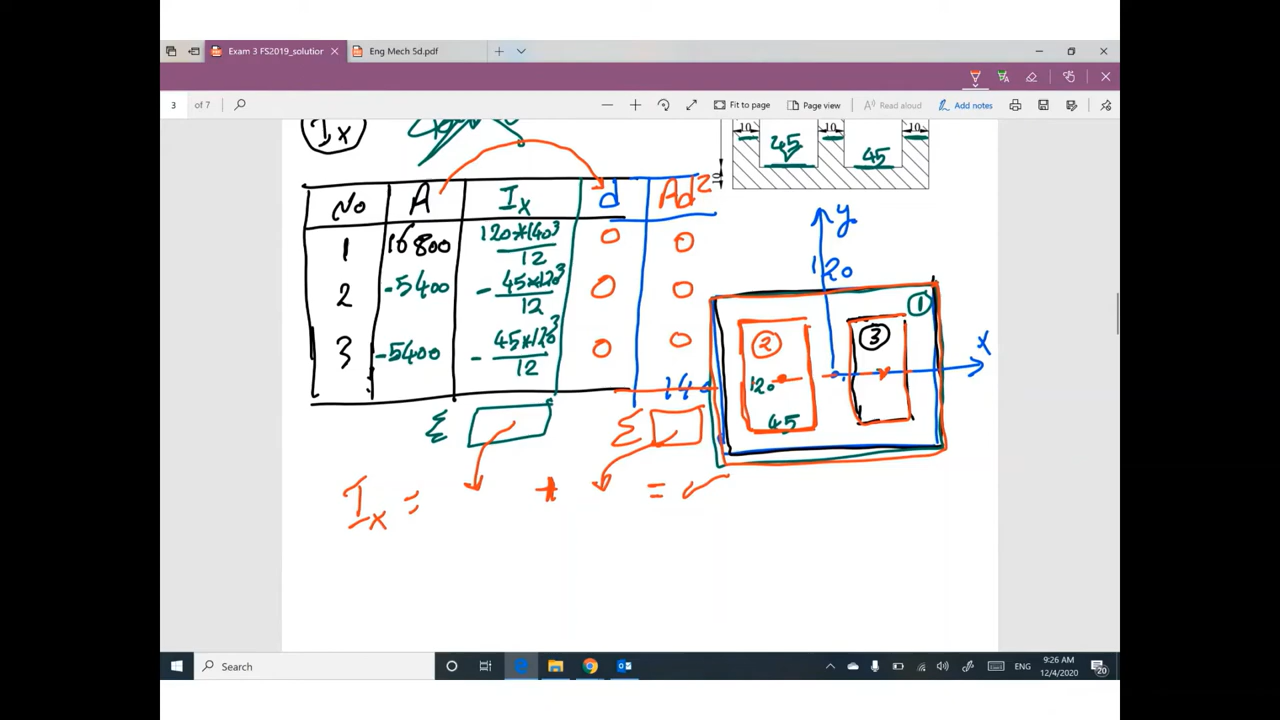 Exam 3 FS2019_solutior
Eng Mech 5d.pdf
3 of 7
Fit to page
Page view
Read aloud
Add notes
Ix
10 10 10
45 45
10
No A Ix d Ad²
1 16800 120*140³/12 0 0
2 -5400 -45*120³/12 0 0
3 -5400 -45*120³/12 0 0
Σ Σ
Ix = + = ✓
y
120
①
② ③
x
120
140
45
Search
ENG
9:26 AM
12/4/2020
20